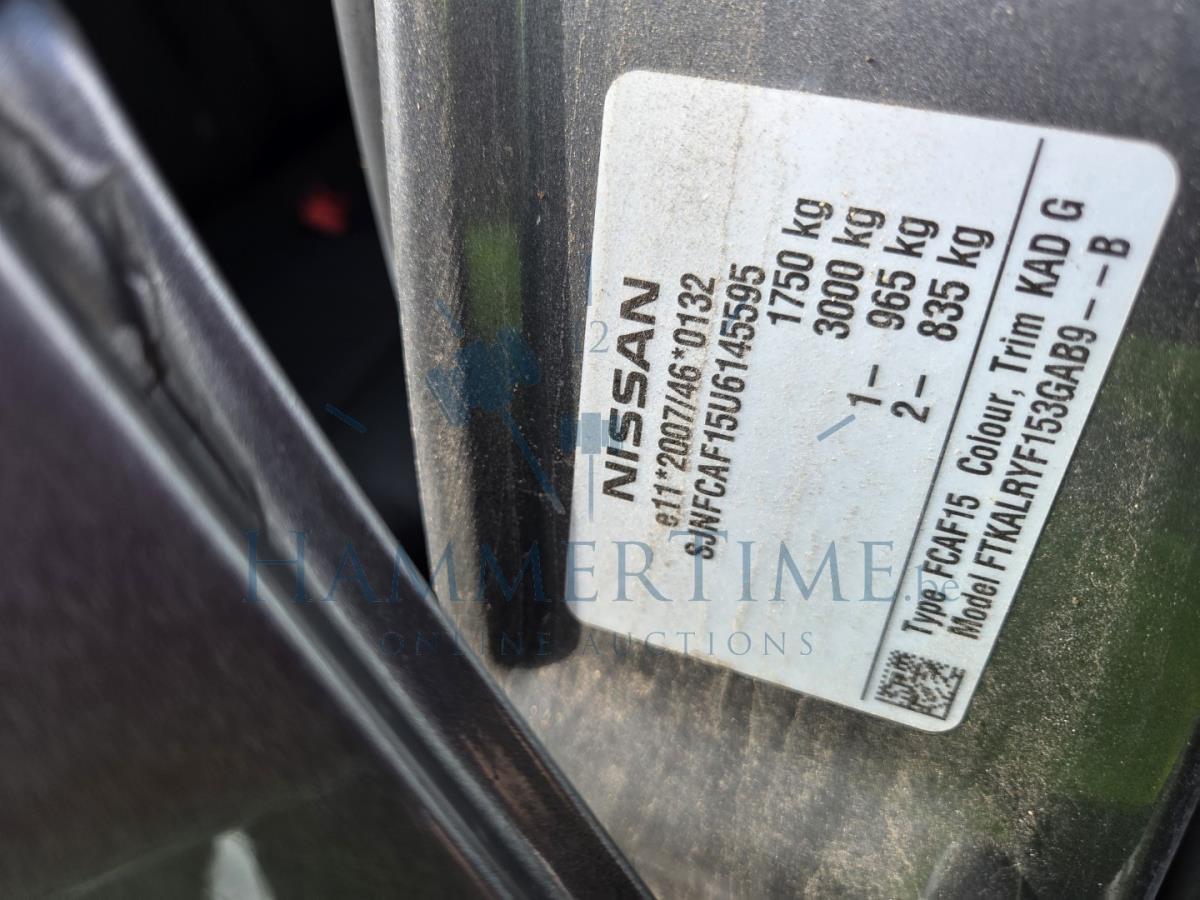 NISSAN
e11*2007/46*0132
SJNFCAF15U6145595
1750 kg
3000 kg
1- 965 kg
2- 835 kg
Type FCAF15 Colour, Trim KAD G
Model FTKALRYF153GAB9---B
12
HAMMERTIME.be
ONLINE AUCTIONS